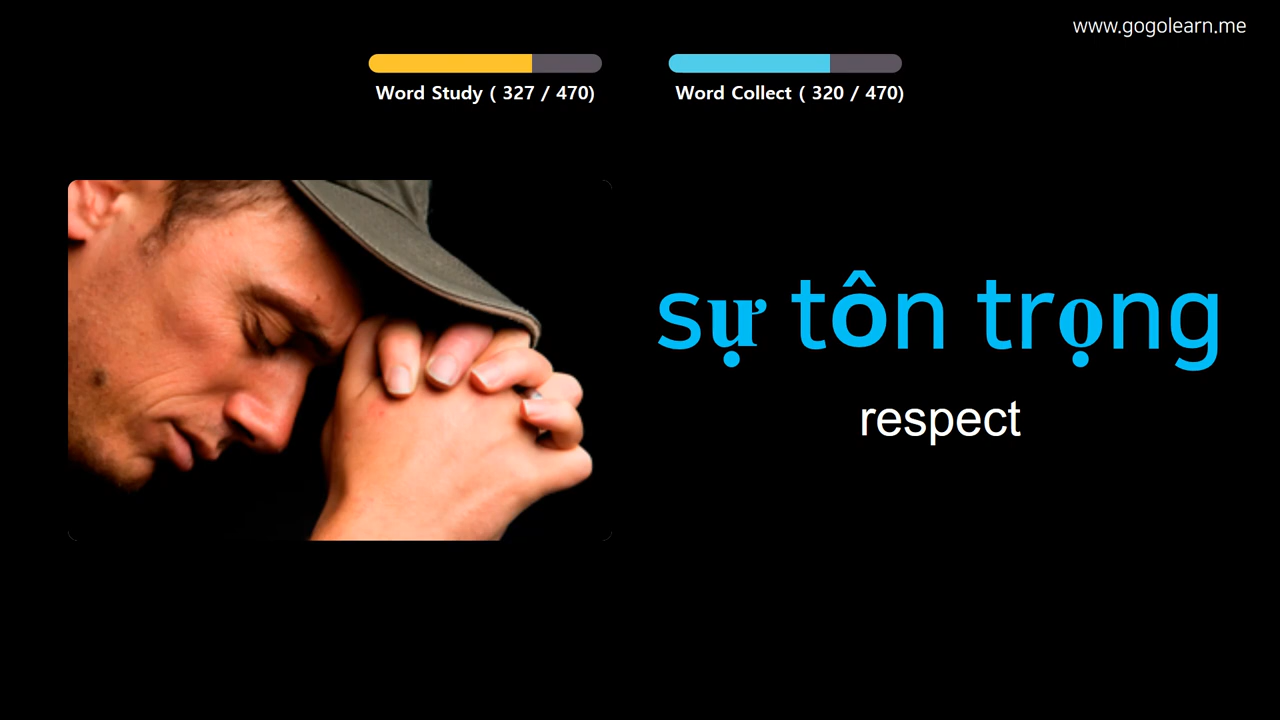 www.gogolearn.me
Word Study ( 327 / 470)
Word Collect ( 320 / 470)
sự tôn trọng
respect